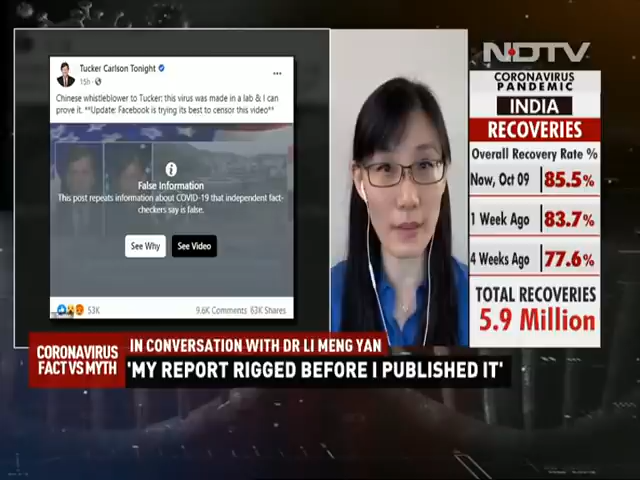 Tucker Carlson Tonight
15h
Chinese whistleblower to Tucker: this virus was made in a lab & I can
prove it. **Update: Facebook is trying its best to censor this video**
False Information
This post repeats information about COVID-19 that independent fact-
checkers say is false.
See Why
See Video
53K
9.6K Comments 63K Shares
NDTV
CORONAVIRUS
PANDEMIC
INDIA
RECOVERIES
Overall Recovery Rate %
Now, Oct 09 85.5%
1 Week Ago 83.7%
4 Weeks Ago 77.6%
TOTAL RECOVERIES
5.9 Million
CORONAVIRUS
FACT VS MYTH
IN CONVERSATION WITH DR LI MENG YAN
'MY REPORT RIGGED BEFORE I PUBLISHED IT'